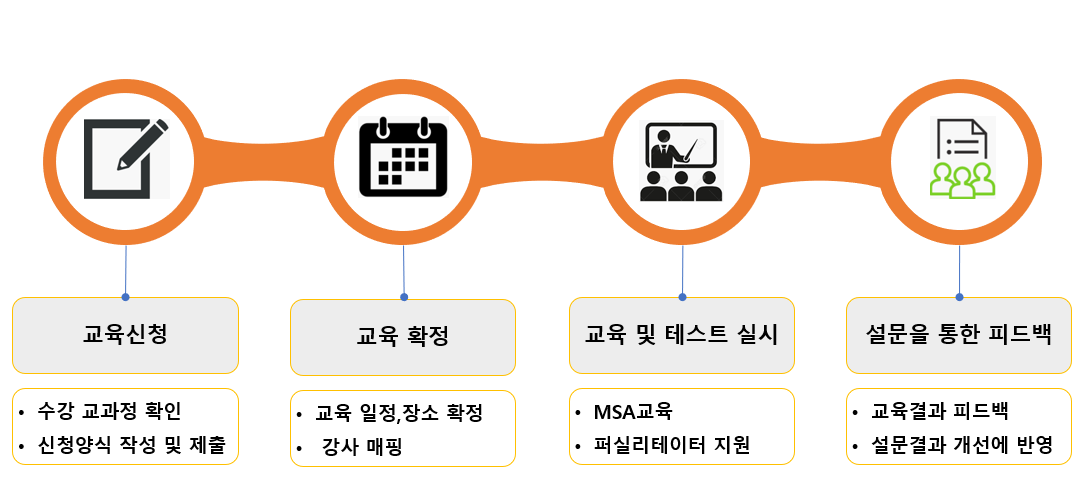 교육신청
• 수강 교과정 확인
• 신청양식 작성 및 제출
교육 확정
• 교육 일정,장소 확정
• 강사 매핑
교육 및 테스트 실시
• MSA교육
• 퍼실리테이터 지원
설문을 통한 피드백
• 교육결과 피드백
• 설문결과 개선에 반영